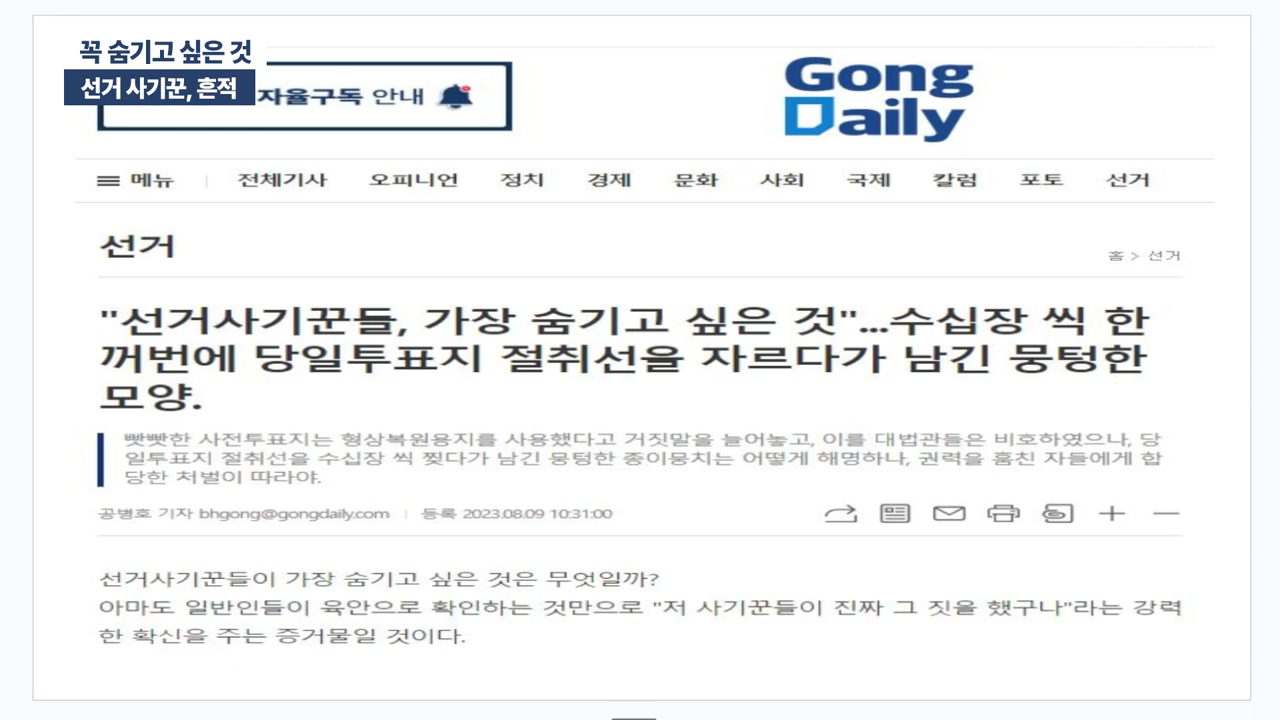 꼭 숨기고 싶은 것
선거 사기꾼, 흔적
자율구독 안내
Gong
Daily
메뉴 전체기사 오피니언 정치 경제 문화 사회 국제 칼럼 포토 선거
선거
홈 > 선거
"선거사기꾼들, 가장 숨기고 싶은 것"...수십장 씩 한
꺼번에 당일투표지 절취선을 자르다가 남긴 뭉텅한
모양.
빳빳한 사전투표지는 형상복원용지를 사용했다고 거짓말을 늘어놓고, 이를 대법관들은 비호하였으나, 당
일투표지 절취선을 수십장 씩 찢다가 남긴 뭉텅한 종이뭉치는 어떻게 해명하나, 권력을 훔친 자들에게 합
당한 처벌이 따라야.
공병호 기자 bhgong@gongdaily.com 등록 2023.08.09 10:31:00
선거사기꾼들이 가장 숨기고 싶은 것은 무엇일까?
아마도 일반인들이 육안으로 확인하는 것만으로 "저 사기꾼들이 진짜 그 짓을 했구나"라는 강력
한 확신을 주는 증거물일 것이다.